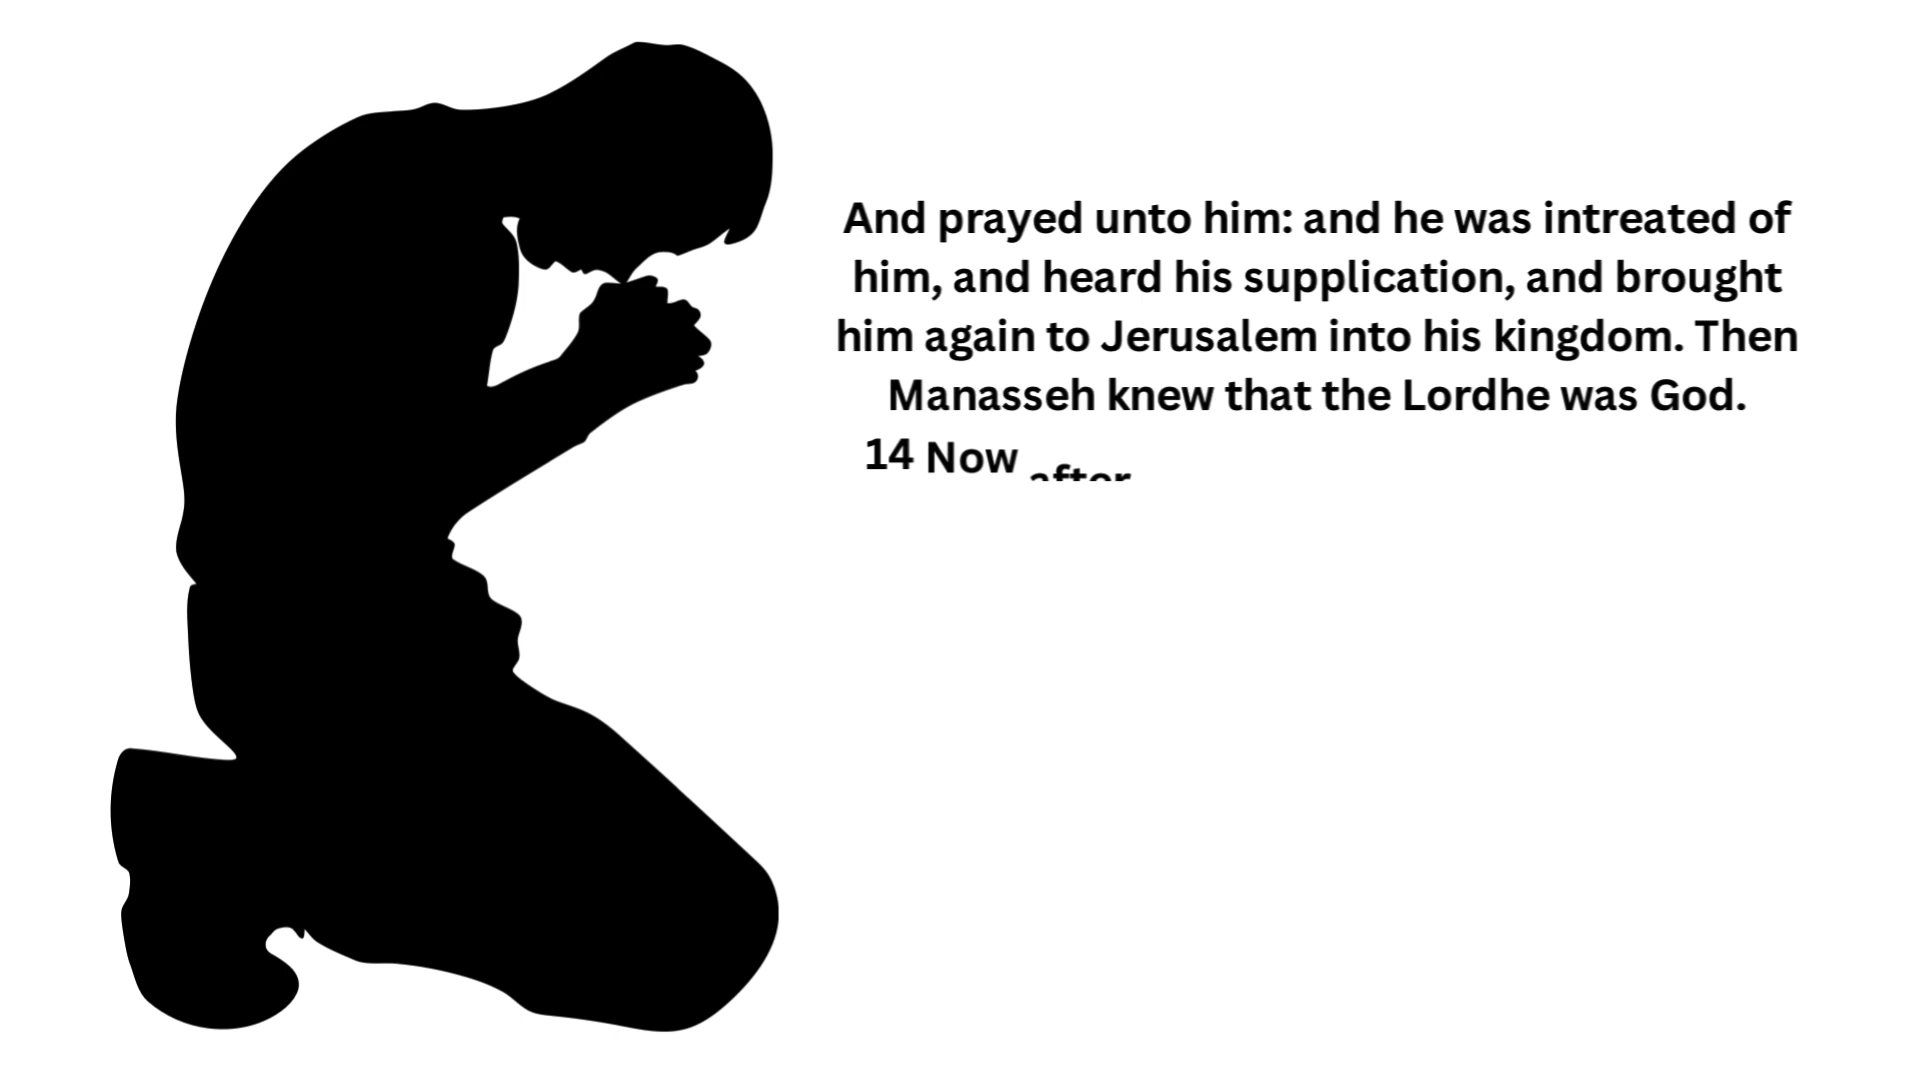 And prayed unto him: and he was intreated of
him, and heard his supplication, and brought
him again to Jerusalem into his kingdom. Then
Manasseh knew that the Lordhe was God.
14 Now after